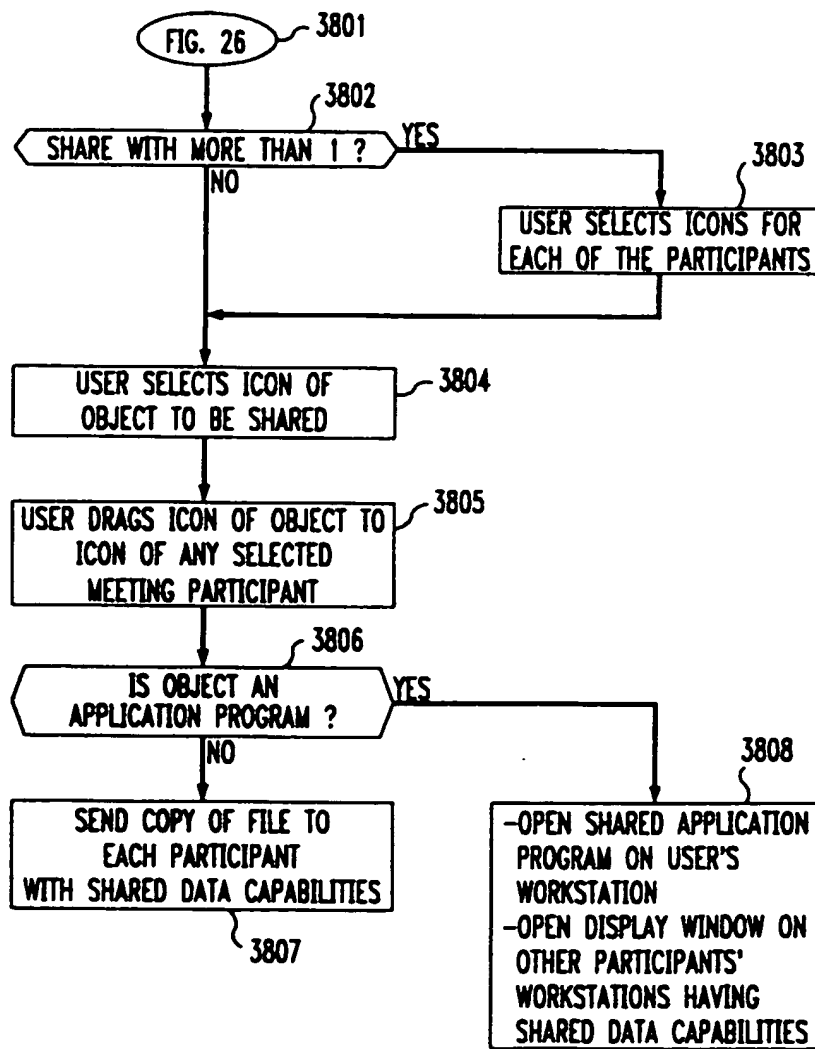 FIG. 26
3801
3802
SHARE WITH MORE THAN 1 ?
YES
NO
3803
USER SELECTS ICONS FOR
EACH OF THE PARTICIPANTS
USER SELECTS ICON OF
OBJECT TO BE SHARED
3804
3805
USER DRAGS ICON OF OBJECT TO
ICON OF ANY SELECTED
MEETING PARTICIPANT
3806
IS OBJECT AN
APPLICATION PROGRAM ?
YES
NO
SEND COPY OF FILE TO
EACH PARTICIPANT
WITH SHARED DATA CAPABILITIES
3807
3808
-OPEN SHARED APPLICATION
PROGRAM ON USER'S
WORKSTATION
-OPEN DISPLAY WINDOW ON
OTHER PARTICIPANTS'
WORKSTATIONS HAVING
SHARED DATA CAPABILITIES